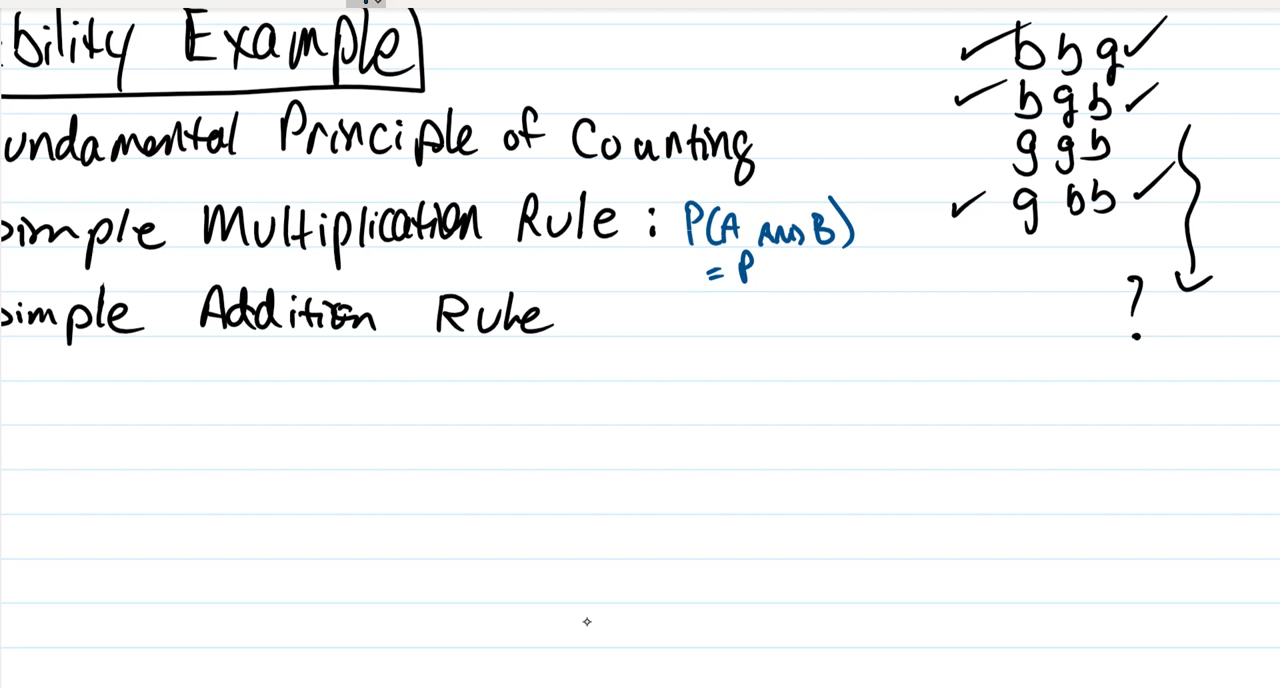 bility Example
undamental Principle of Counting
imple Multiplication Rule : P(A AND B)
= P
imple Addition Rule
✓ b b g ✓
✓ b g b ✓
g g b
✓ g b b ✓
?